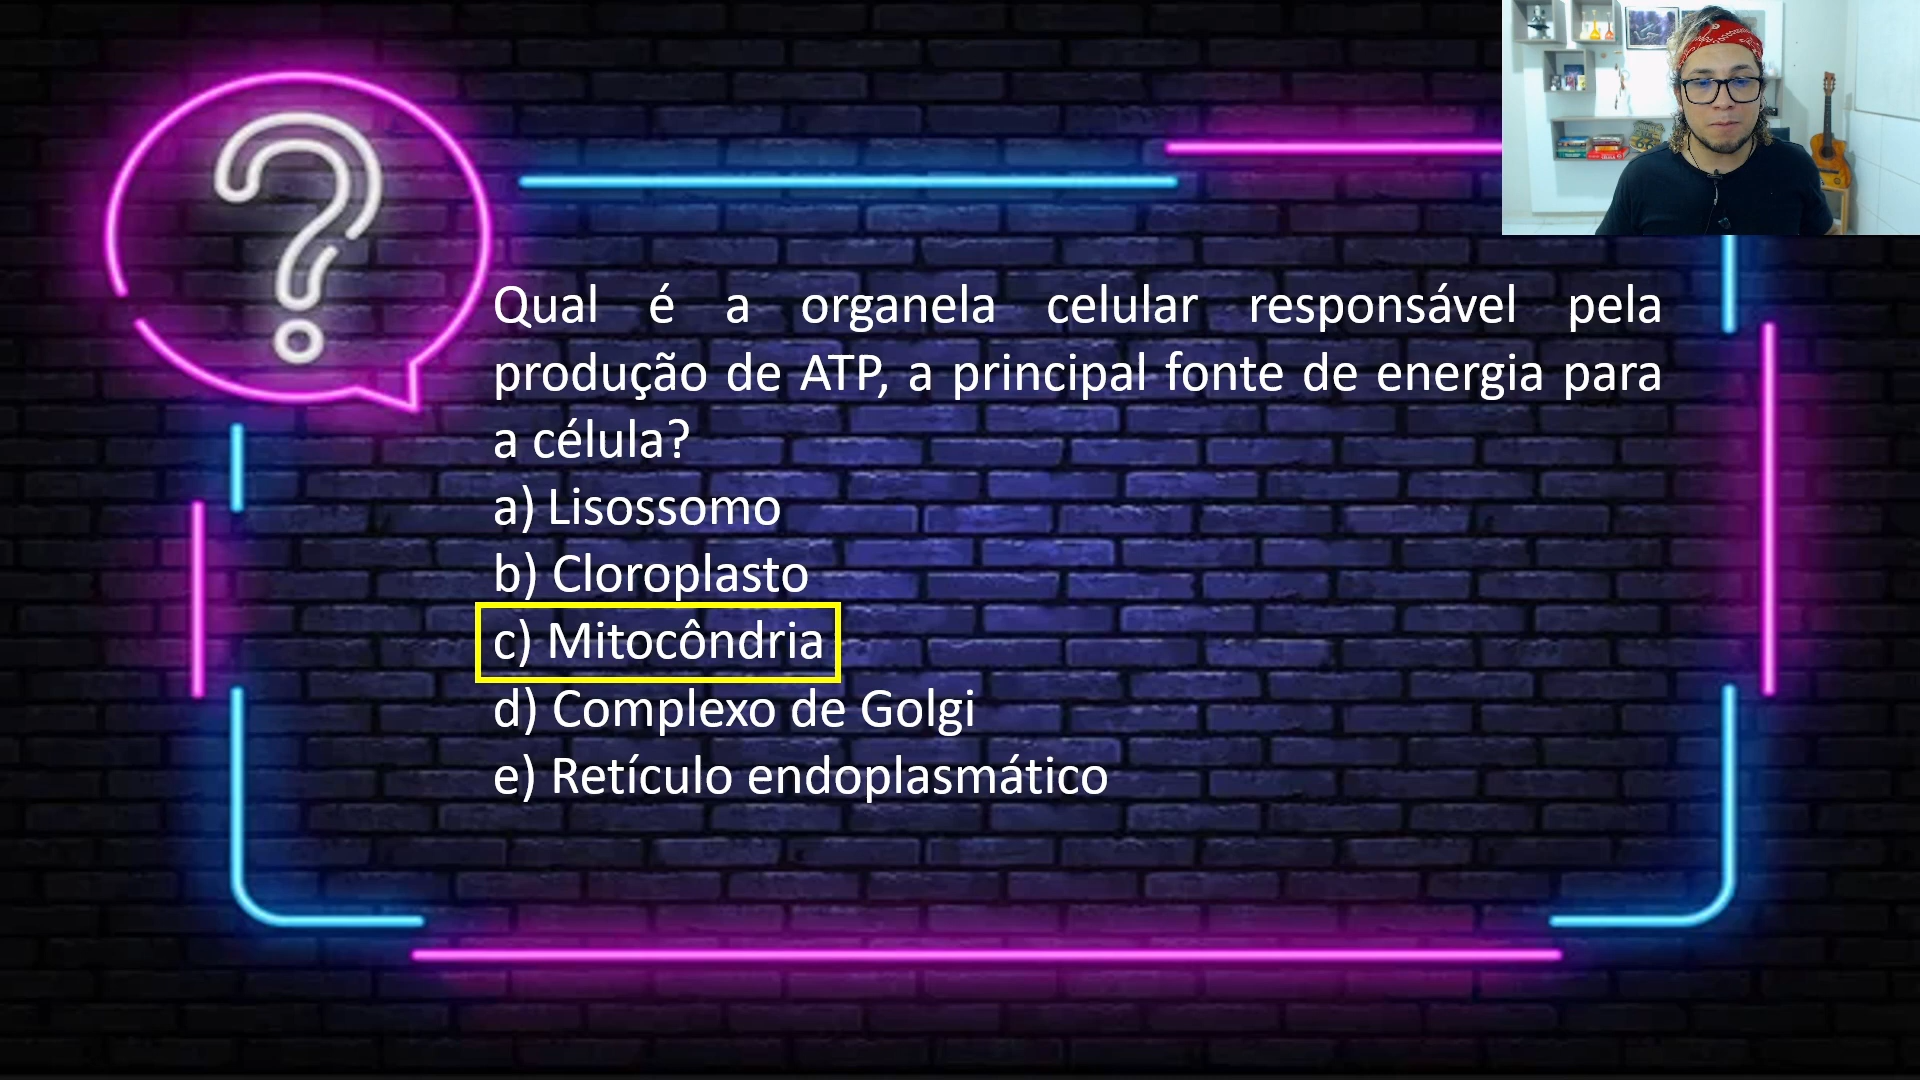 Qual é a organela celular responsável pela
produção de ATP, a principal fonte de energia para
a célula?
a) Lisossomo
b) Cloroplasto
c) Mitocôndria
d) Complexo de Golgi
e) Retículo endoplasmático